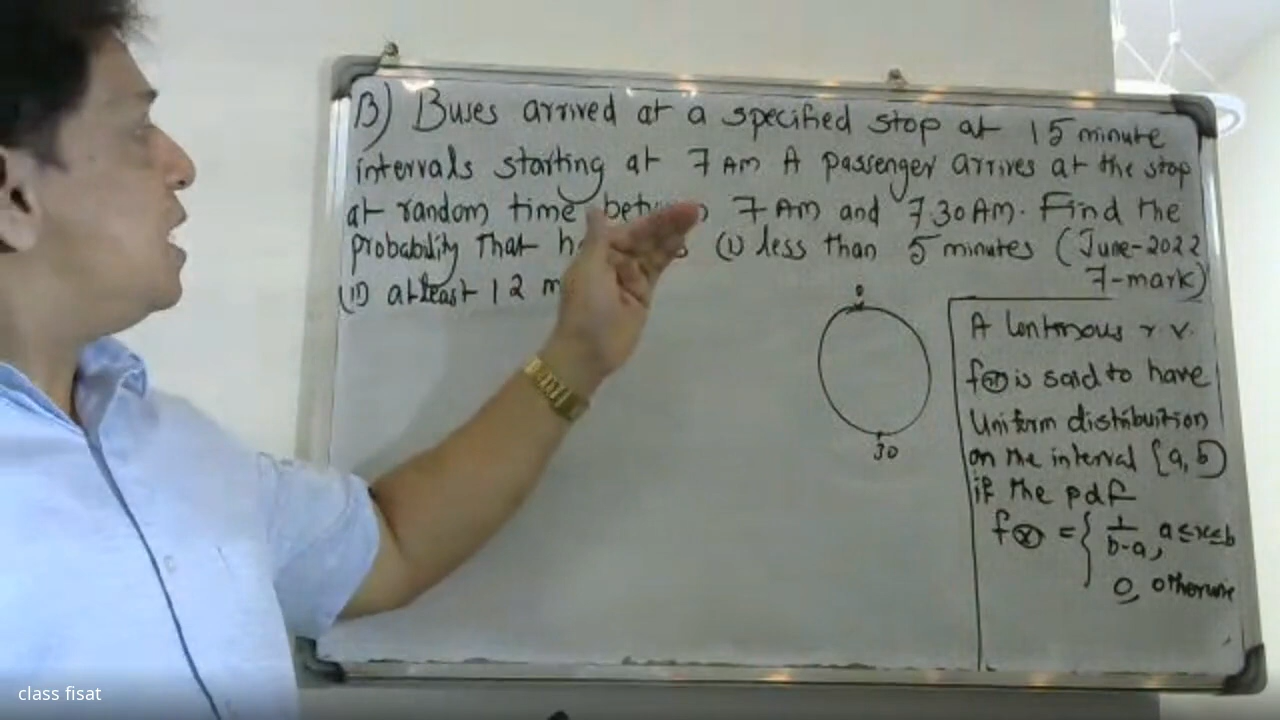 B) Buses arrived at a specified stop at 15 minute
intervals starting at 7 AM A passenger arrives at the stop
at random time 7 AM and 7.30 AM. Find the
probability that (i) less than 5 minutes (June-2022
7-mark)
(ii) atleast 12 m
0
30
A Continous r.v.
f(x) is said to have
Uniform distribuition
on the interval [a, b]
if the pdf
f(x) = { 1/b-a, a≤x≤b
0, otherwise
class fisat